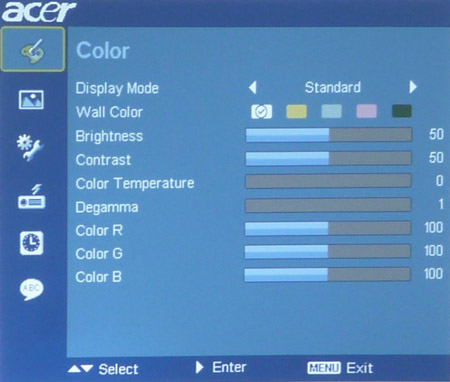 acer
Color
Display Mode Standard
Wall Color
Brightness 50
Contrast 50
Color Temperature 0
Degamma 1
Color R 100
Color G 100
Color B 100
ABC
Select Enter MENU Exit